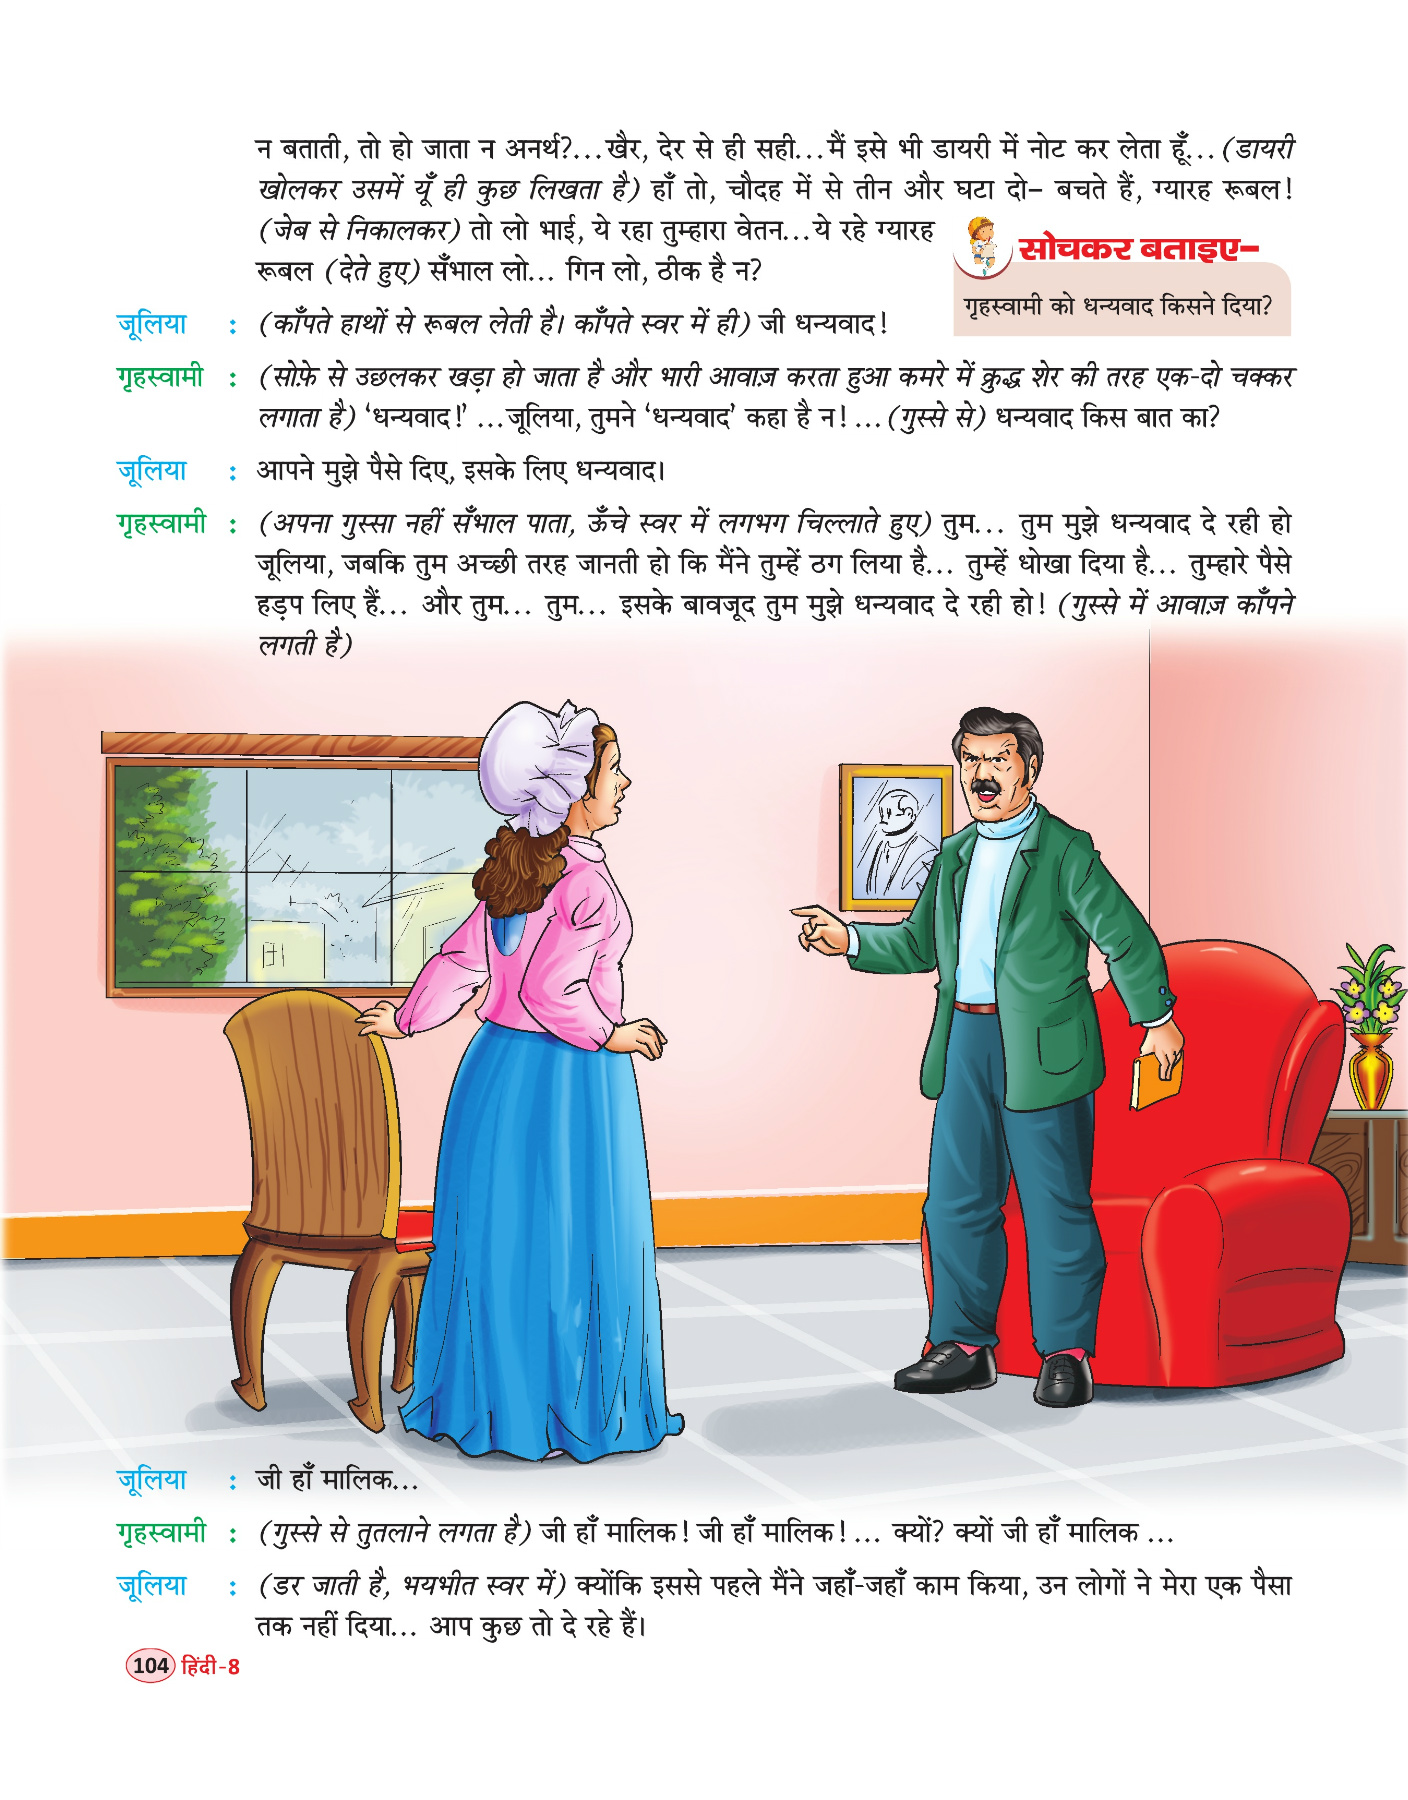 न बताती, तो हो जाता न अनर्थ?...खैर, देर से ही सही...मैं इसे भी डायरी में नोट कर लेता हूँ...(डायरी
खोलकर उसमें यूँ ही कुछ लिखता है) हाँ तो, चौदह में से तीन और घटा दो– बचते हैं, ग्यारह रूबल!
(जेब से निकालकर) तो लो भाई, ये रहा तुम्हारा वेतन...ये रहे ग्यारह
रूबल (देते हुए) सँभाल लो... गिन लो, ठीक है न?
सोचकर बताइए–
गृहस्वामी को धन्यवाद किसने दिया?
जूलिया : (काँपते हाथों से रूबल लेती है। काँपते स्वर में ही) जी धन्यवाद!
गृहस्वामी : (सोफ़े से उछलकर खड़ा हो जाता है और भारी आवाज़ करता हुआ कमरे में क्रुद्ध शेर की तरह एक-दो चक्कर
लगाता है) ‘धन्यवाद!’ ...जूलिया, तुमने ‘धन्यवाद’ कहा है न!...(गुस्से से) धन्यवाद किस बात का?
जूलिया : आपने मुझे पैसे दिए, इसके लिए धन्यवाद।
गृहस्वामी : (अपना गुस्सा नहीं सँभाल पाता, ऊँचे स्वर में लगभग चिल्लाते हुए) तुम... तुम मुझे धन्यवाद दे रही हो
जूलिया, जबकि तुम अच्छी तरह जानती हो कि मैंने तुम्हें ठग लिया है... तुम्हें धोखा दिया है... तुम्हारे पैसे
हड़प लिए हैं... और तुम... तुम... इसके बावजूद तुम मुझे धन्यवाद दे रही हो! (गुस्से में आवाज़ काँपने
लगती है)
जूलिया : जी हाँ मालिक...
गृहस्वामी : (गुस्से से तुतलाने लगता है) जी हाँ मालिक! जी हाँ मालिक!... क्यों? क्यों जी हाँ मालिक ...
जूलिया : (डर जाती है, भयभीत स्वर में) क्योंकि इससे पहले मैंने जहाँ-जहाँ काम किया, उन लोगों ने मेरा एक पैसा
तक नहीं दिया... आप कुछ तो दे रहे हैं।
104 हिंदी-8